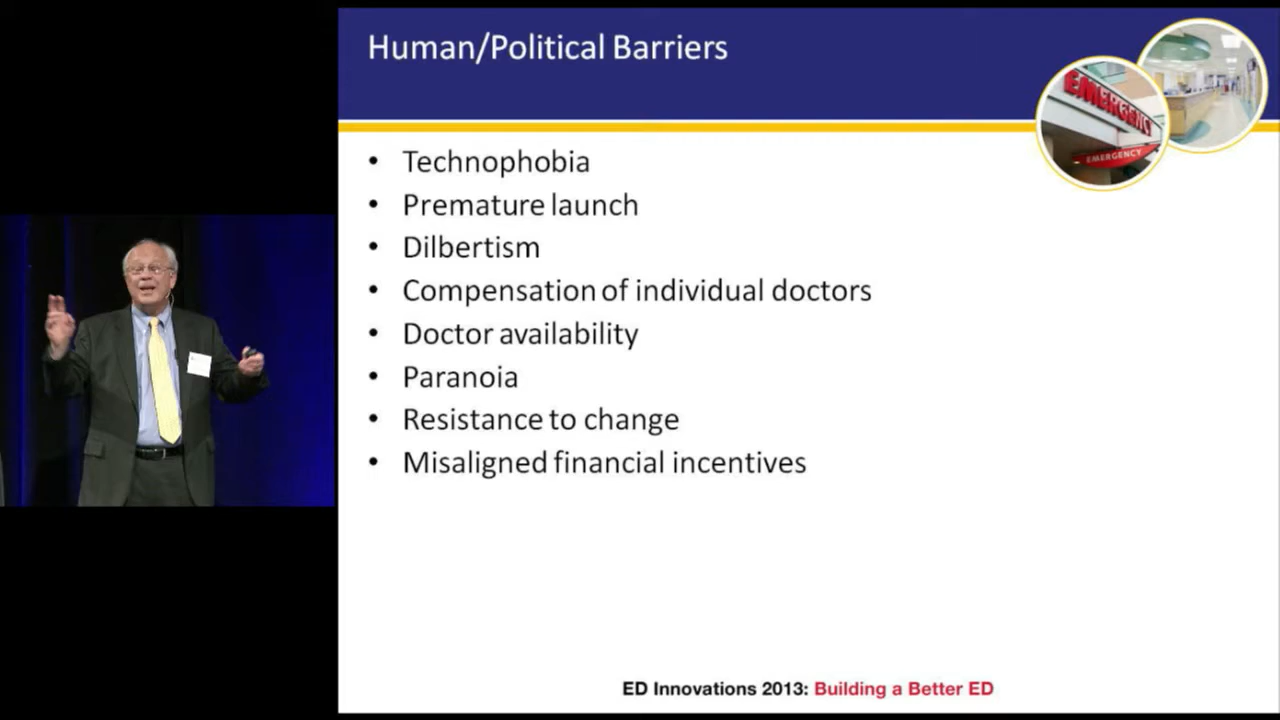 Human/Political Barriers
EMERGENC
EMERGENCY
• Technophobia
• Premature launch
• Dilbertism
• Compensation of individual doctors
• Doctor availability
• Paranoia
• Resistance to change
• Misaligned financial incentives
ED Innovations 2013: Building a Better ED